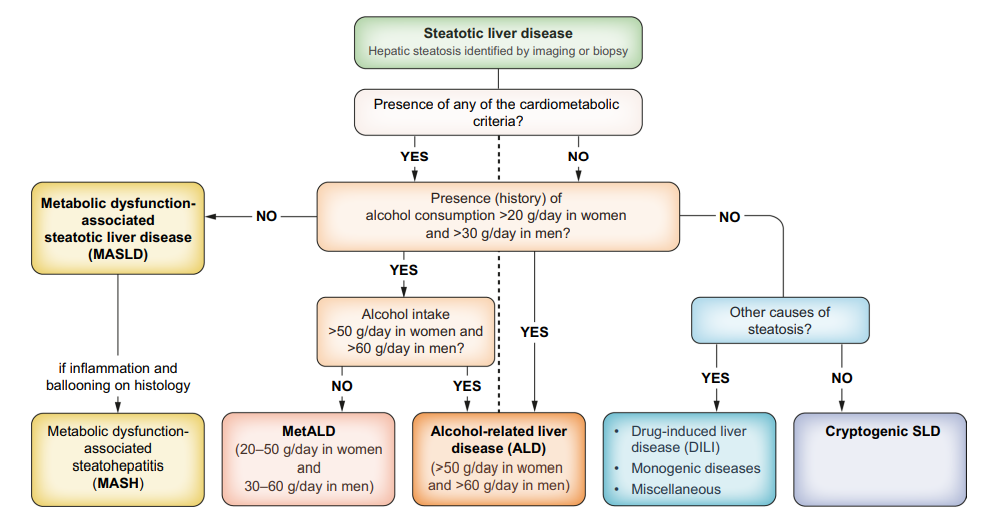 Steatotic liver disease
Hepatic steatosis identified by imaging or biopsy
Presence of any of the cardiometabolic
criteria?
YES
NO
Presence (history) of
alcohol consumption >20 g/day in women
and >30 g/day in men?
NO
Metabolic dysfunction-
associated
steatotic liver disease
(MASLD)
NO
YES
Alcohol intake
>50 g/day in women and
>60 g/day in men?
YES
Other causes of
steatosis?
if inflammation and
ballooning on histology
NO
YES
YES
NO
Metabolic dysfunction-
associated
steatohepatitis
(MASH)
MetALD
(20–50 g/day in women
and
30–60 g/day in men)
Alcohol-related liver
disease (ALD)
(>50 g/day in women
and >60 g/day in men)
• Drug-induced liver
disease (DILI)
• Monogenic diseases
• Miscellaneous
Cryptogenic SLD